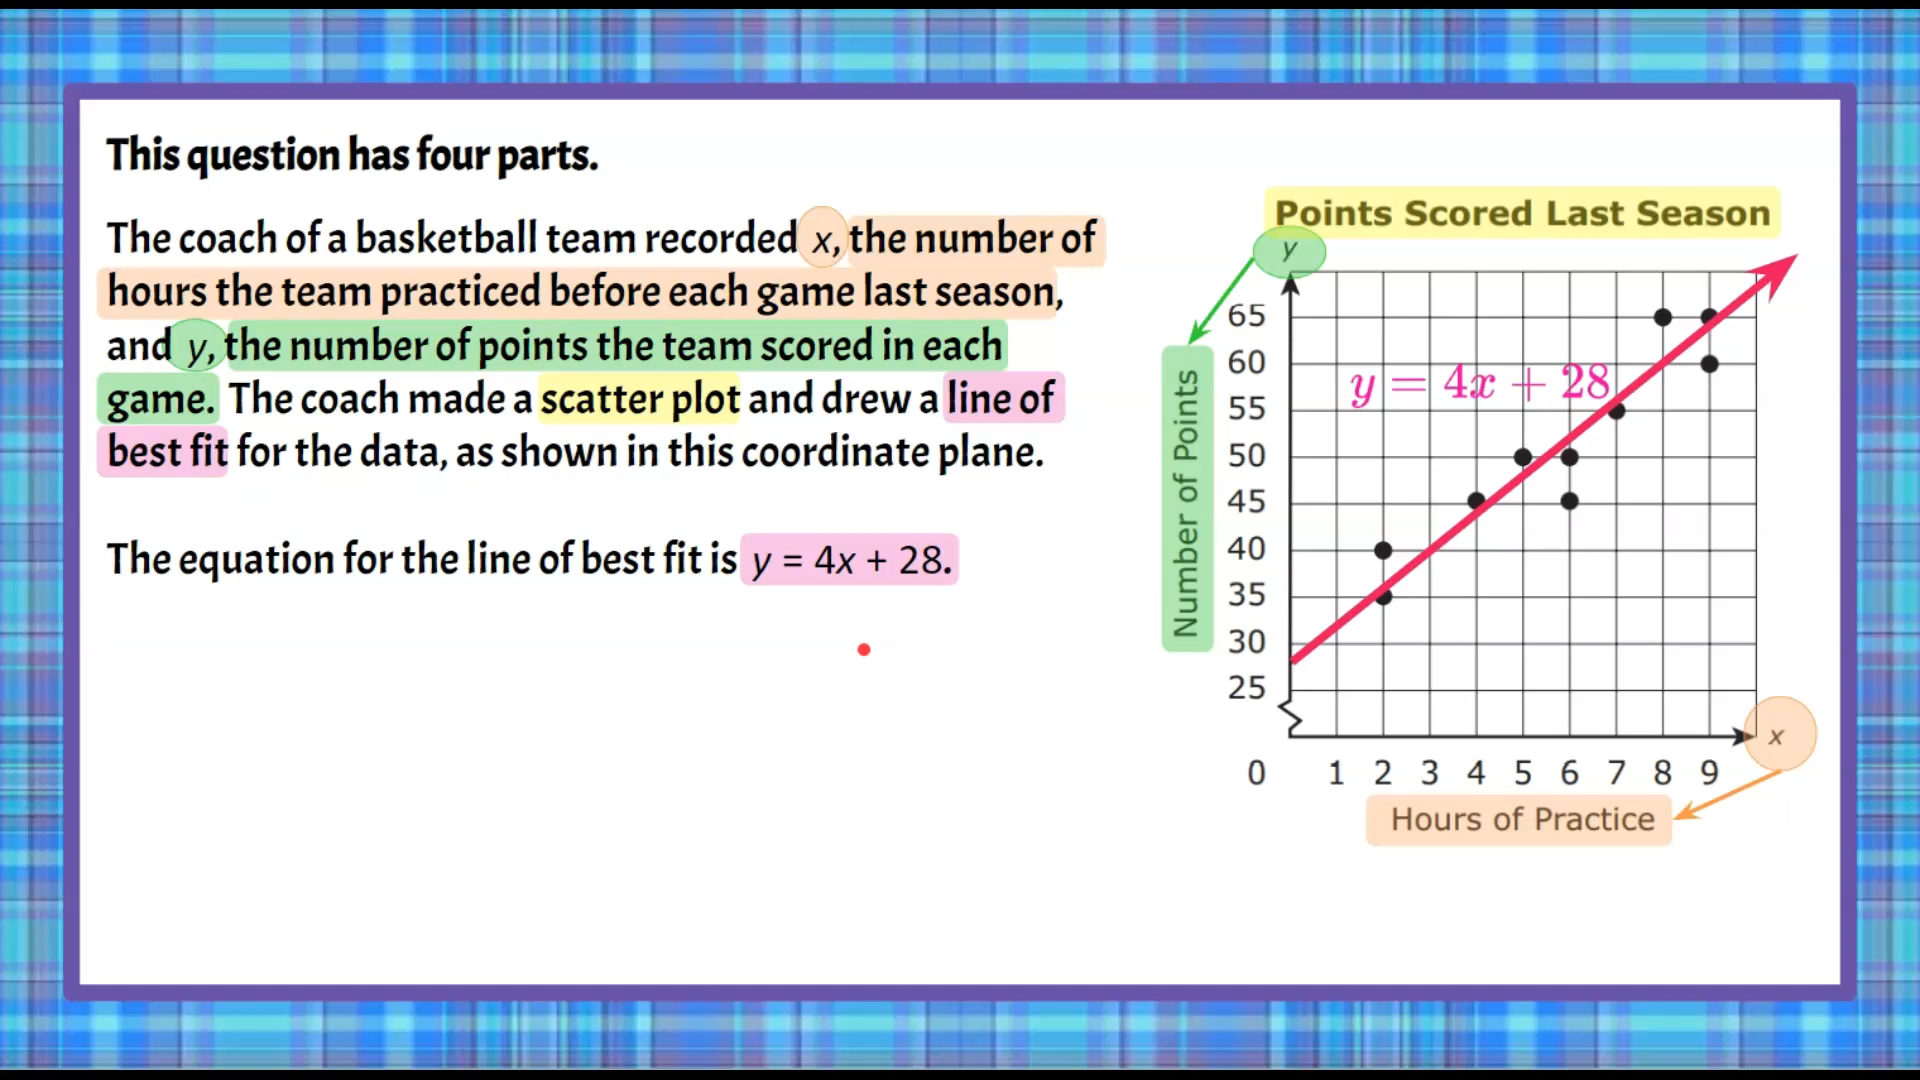 This question has four parts.
The coach of a basketball team recorded x, the number of
hours the team practiced before each game last season,
and y, the number of points the team scored in each
game. The coach made a scatter plot and drew a line of
best fit for the data, as shown in this coordinate plane.
The equation for the line of best fit is y = 4x + 28.
Points Scored Last Season
y
65
60
y = 4x + 28
55
50
45
40
35
30
25
Number of Points
x
0 1 2 3 4 5 6 7 8 9
Hours of Practice